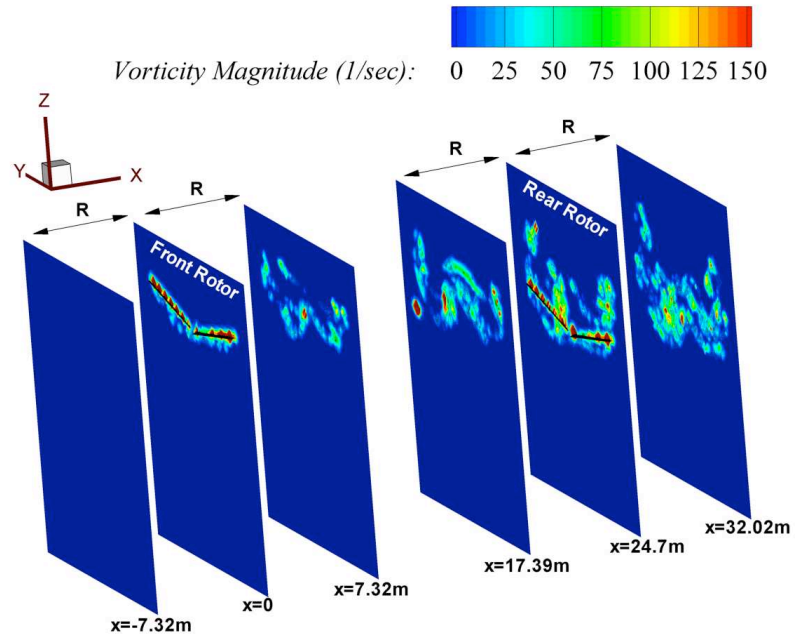 Vorticity Magnitude (1/sec): 0 25 50 75 100 125 150
Z
Y
X
R
R
R
R
Front Rotor
Rear Rotor
x=-7.32m
x=0
x=7.32m
x=17.39m
x=24.7m
x=32.02m